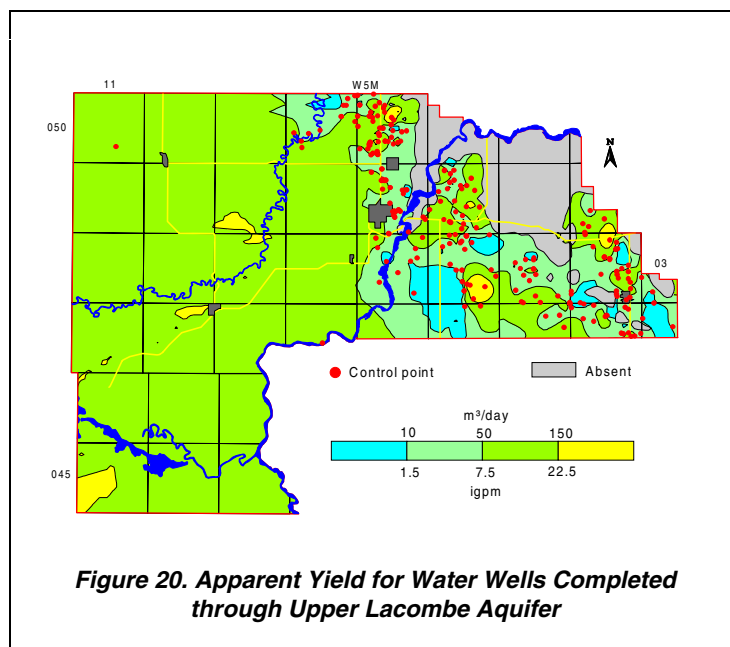 11
W5M
050
N
03
Control point
Absent
m³/day
10 50 150
1.5 7.5 22.5
igpm
045
Figure 20. Apparent Yield for Water Wells Completed
through Upper Lacombe Aquifer